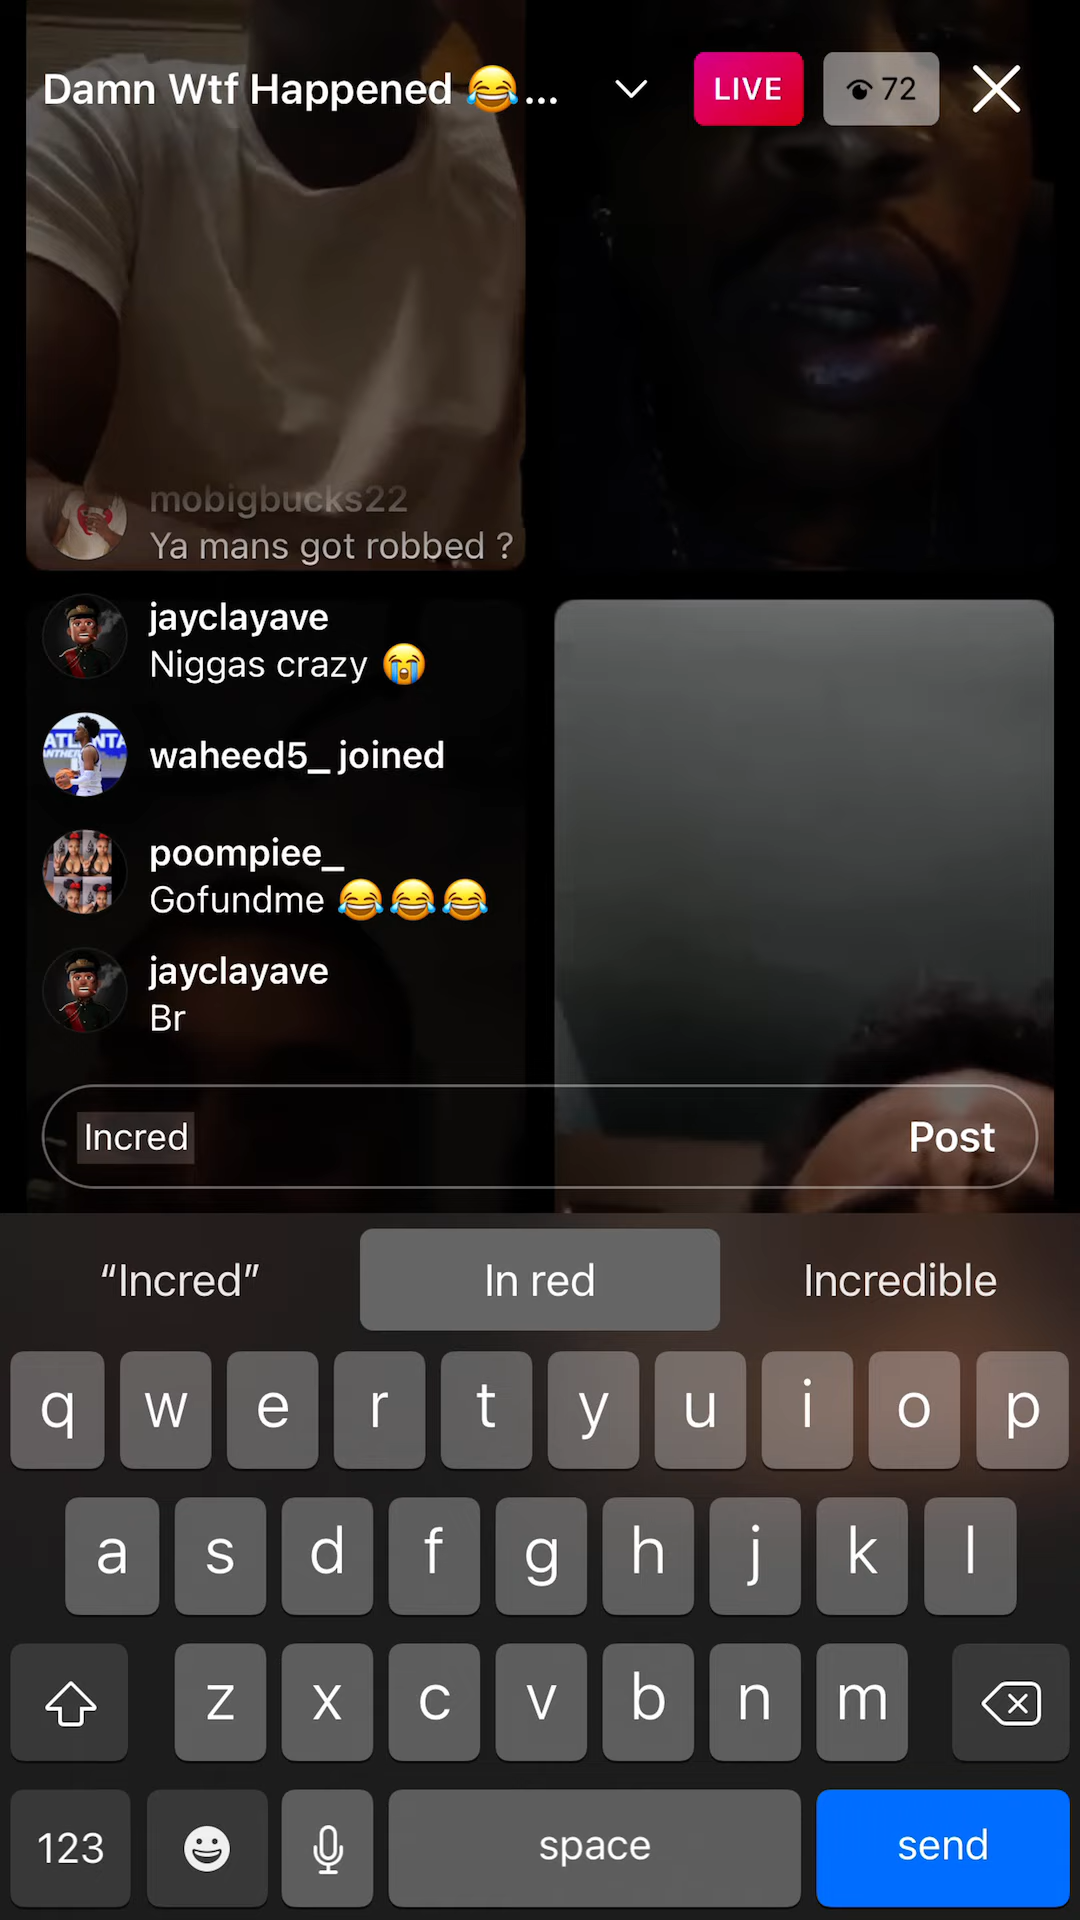 Damn Wtf Happened 😂...
LIVE
72
mobigbucks22
Ya mans got robbed ?
jayclayave
Niggas crazy 😭
ATLANTA
waheed5_ joined
poompiee_
Gofundme 😂😂😂
jayclayave
Br
Incred
Post
“Incred”
In red
Incredible
q w e r t y u i o p
a s d f g h j k l
z x c v b n m
123
space
send